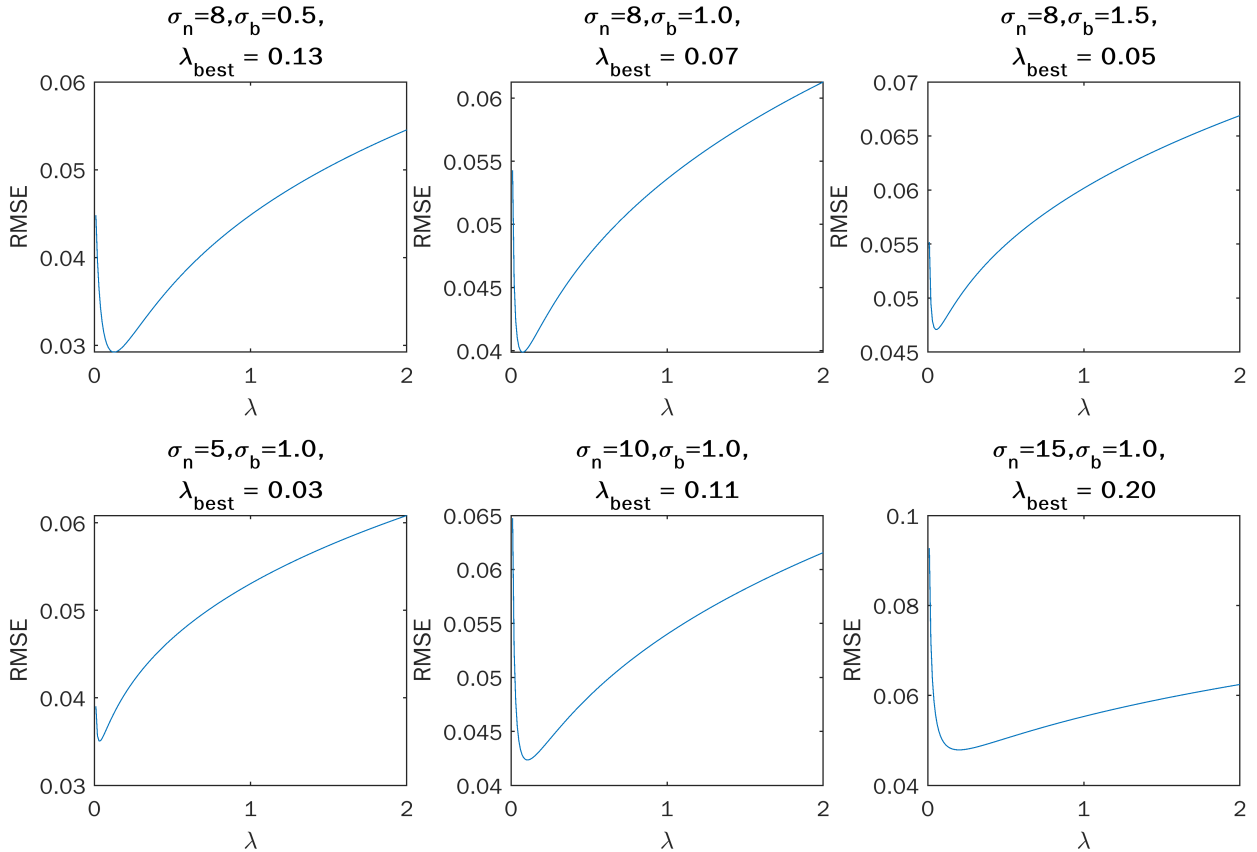 σn=8,σb=0.5,
λbest = 0.13
0.06
0.05
0.04
0.03
RMSE
0 1 2
λ
σn=8,σb=1.0,
λbest = 0.07
0.06
0.055
0.05
0.045
0.04
RMSE
0 1 2
λ
σn=8,σb=1.5,
λbest = 0.05
0.07
0.065
0.06
0.055
0.05
0.045
RMSE
0 1 2
λ
σn=5,σb=1.0,
λbest = 0.03
0.06
0.05
0.04
0.03
RMSE
0 1 2
λ
σn=10,σb=1.0,
λbest = 0.11
0.065
0.06
0.055
0.05
0.045
0.04
RMSE
0 1 2
λ
σn=15,σb=1.0,
λbest = 0.20
0.1
0.08
0.06
0.04
RMSE
0 1 2
λ